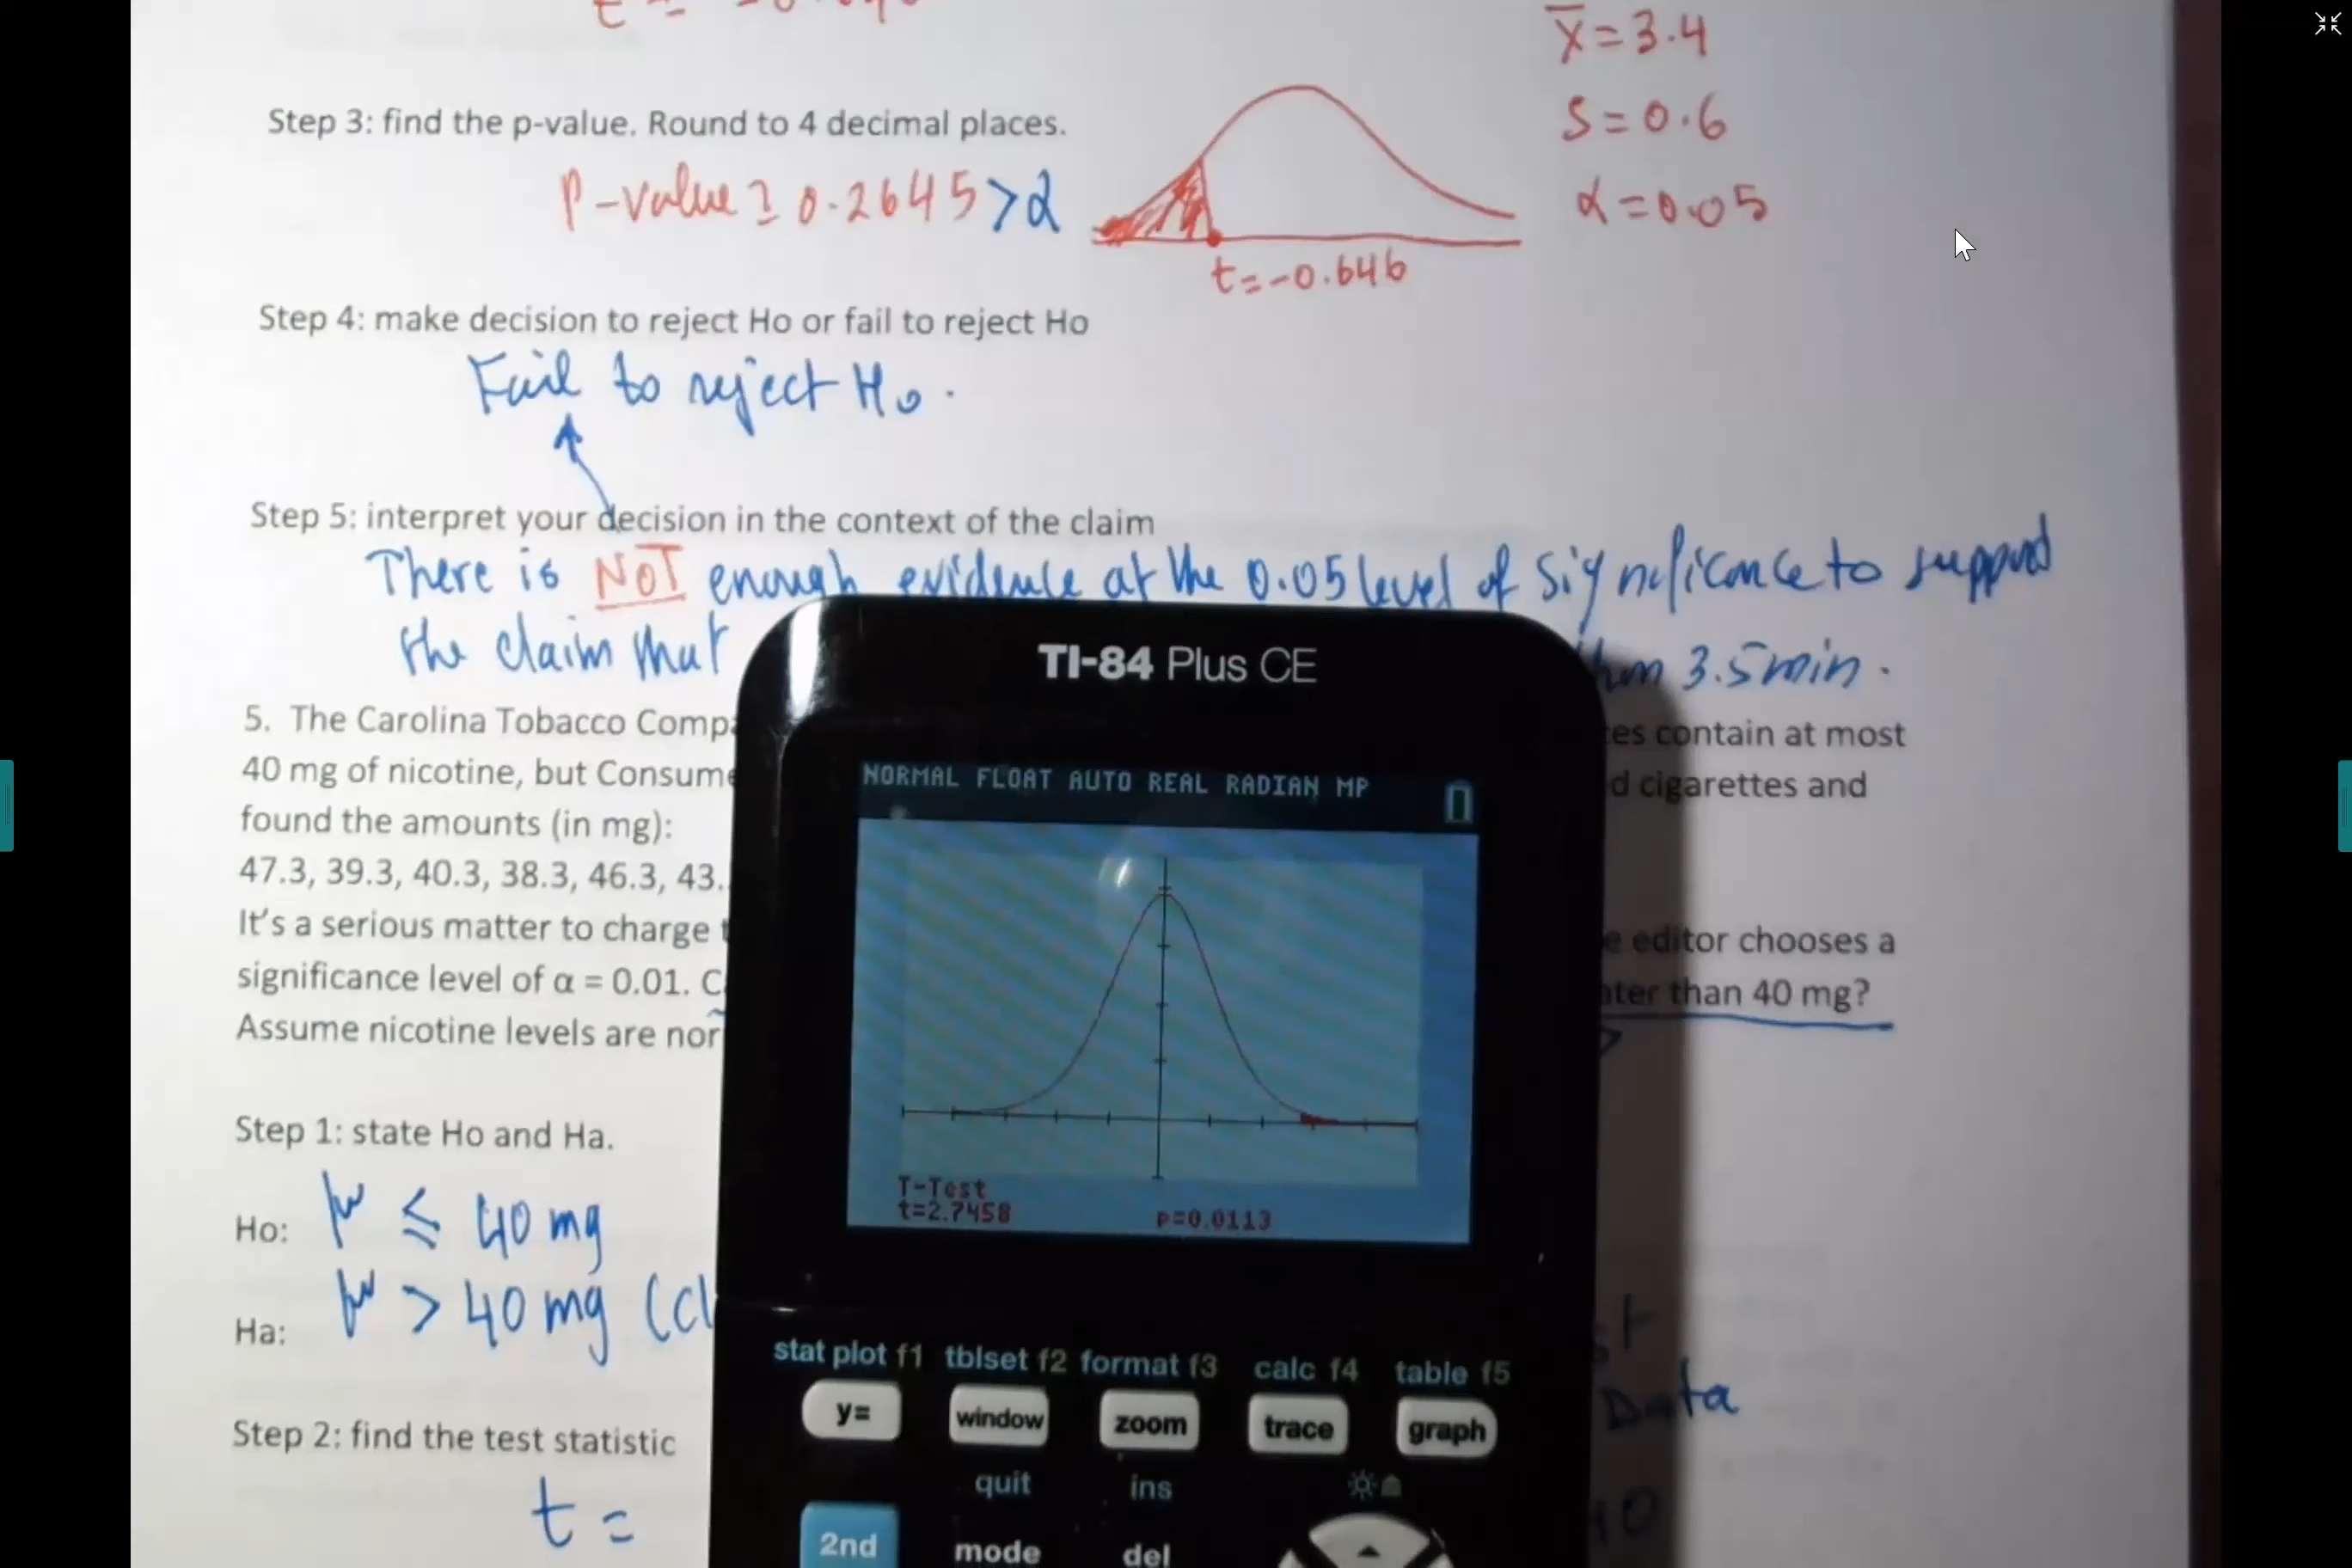 x̄ = 3.4
Step 3: find the p-value. Round to 4 decimal places.
S = 0.6
P-value ≅ 0.2645 > α
α = 0.05
t = -0.646
Step 4: make decision to reject Ho or fail to reject Ho
Fail to reject Ho.
Step 5: interpret your decision in the context of the claim
There is NOT enough evidence at the 0.05 level of significance to support
the claim that
3.5 min.
TI-84 Plus CE
5. The Carolina Tobacco
contain at most
40 mg of nicotine, but
cigarettes and
found the amounts (in mg):
47.3, 39.3, 40.3, 38.3, 46.3, 43.
It's a serious matter to charge
editor chooses a
significance level of α = 0.01.
than 40 mg?
Assume nicotine levels are
NORMAL FLOAT AUTO REAL RADIAN MP
T-Test
t=2.7458 p=0.0113
Step 1: state Ho and Ha.
Ho: μ ≤ 40 mg
Ha: μ > 40 mg
Step 2: find the test statistic
t =
Data
stat plot f1 tblset f2 format f3 calc f4 table f5
y= window zoom trace graph
quit ins
2nd mode del